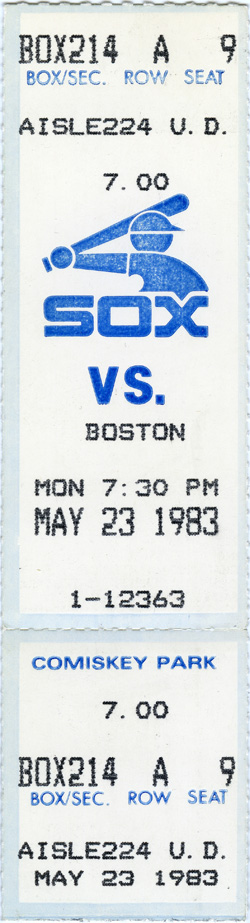 BOX214 A 9
BOX/SEC. ROW SEAT
AISLE224 U.D.
7.00
SOX
VS.
BOSTON
MON 7:30 PM
MAY 23 1983
1-12363
COMISKEY PARK
7.00
BOX214 A 9
BOX/SEC. ROW SEAT
AISLE224 U.D.
MAY 23 1983